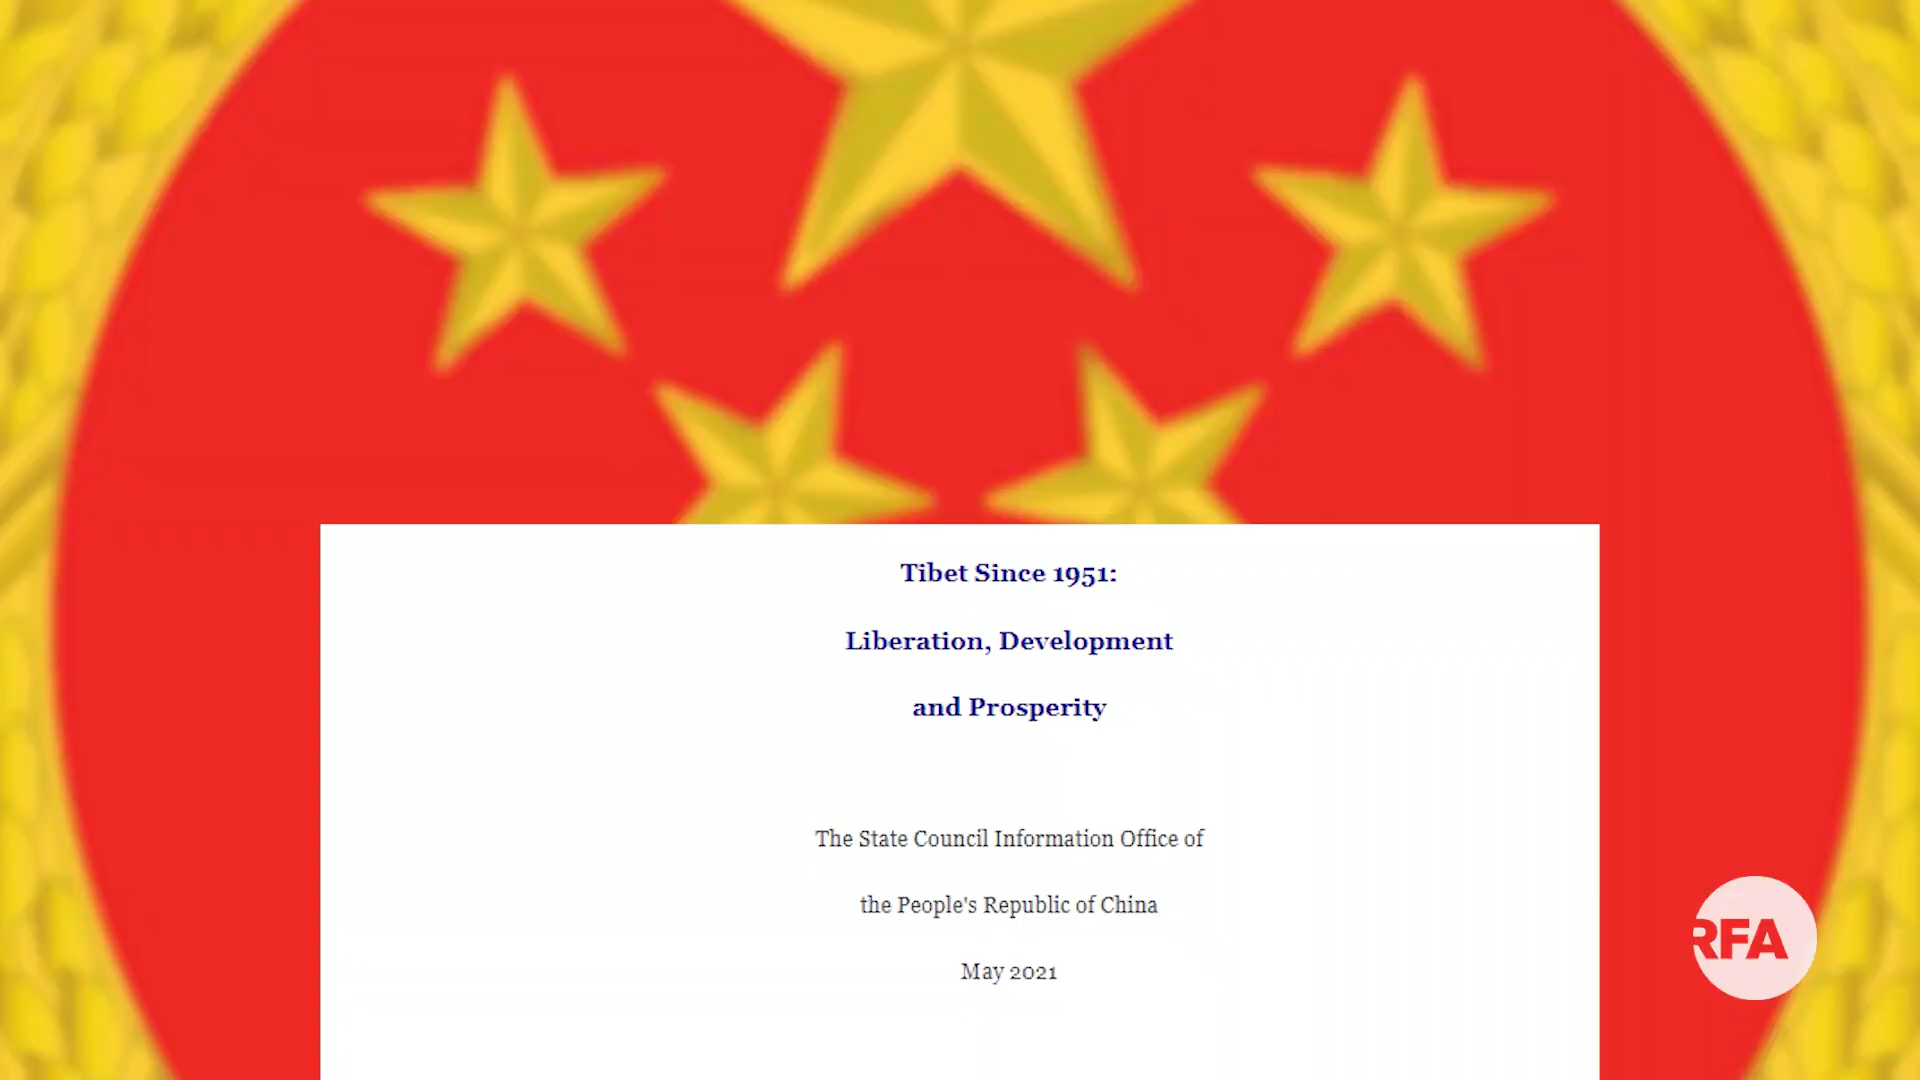 Tibet Since 1951:
Liberation, Development
and Prosperity
The State Council Information Office of
the People's Republic of China
May 2021
RFA